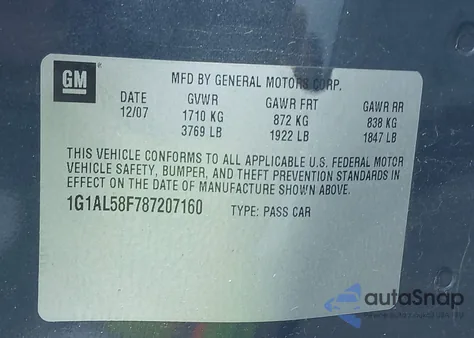 GM
MFD BY GENERAL MOTORS CORP.
DATE GVWR GAWR FRT GAWR RR
12/07 1710 KG 872 KG 838 KG
3769 LB 1922 LB 1847 LB
THIS VEHICLE CONFORMS TO ALL APPLICABLE U.S. FEDERAL MOTOR
VEHICLE SAFETY, BUMPER, AND THEFT PREVENTION STANDARDS IN
EFFECT ON THE DATE OF MANUFACTURE SHOWN ABOVE.
1G1AL58F787207160 TYPE: PASS CAR
autoSnap